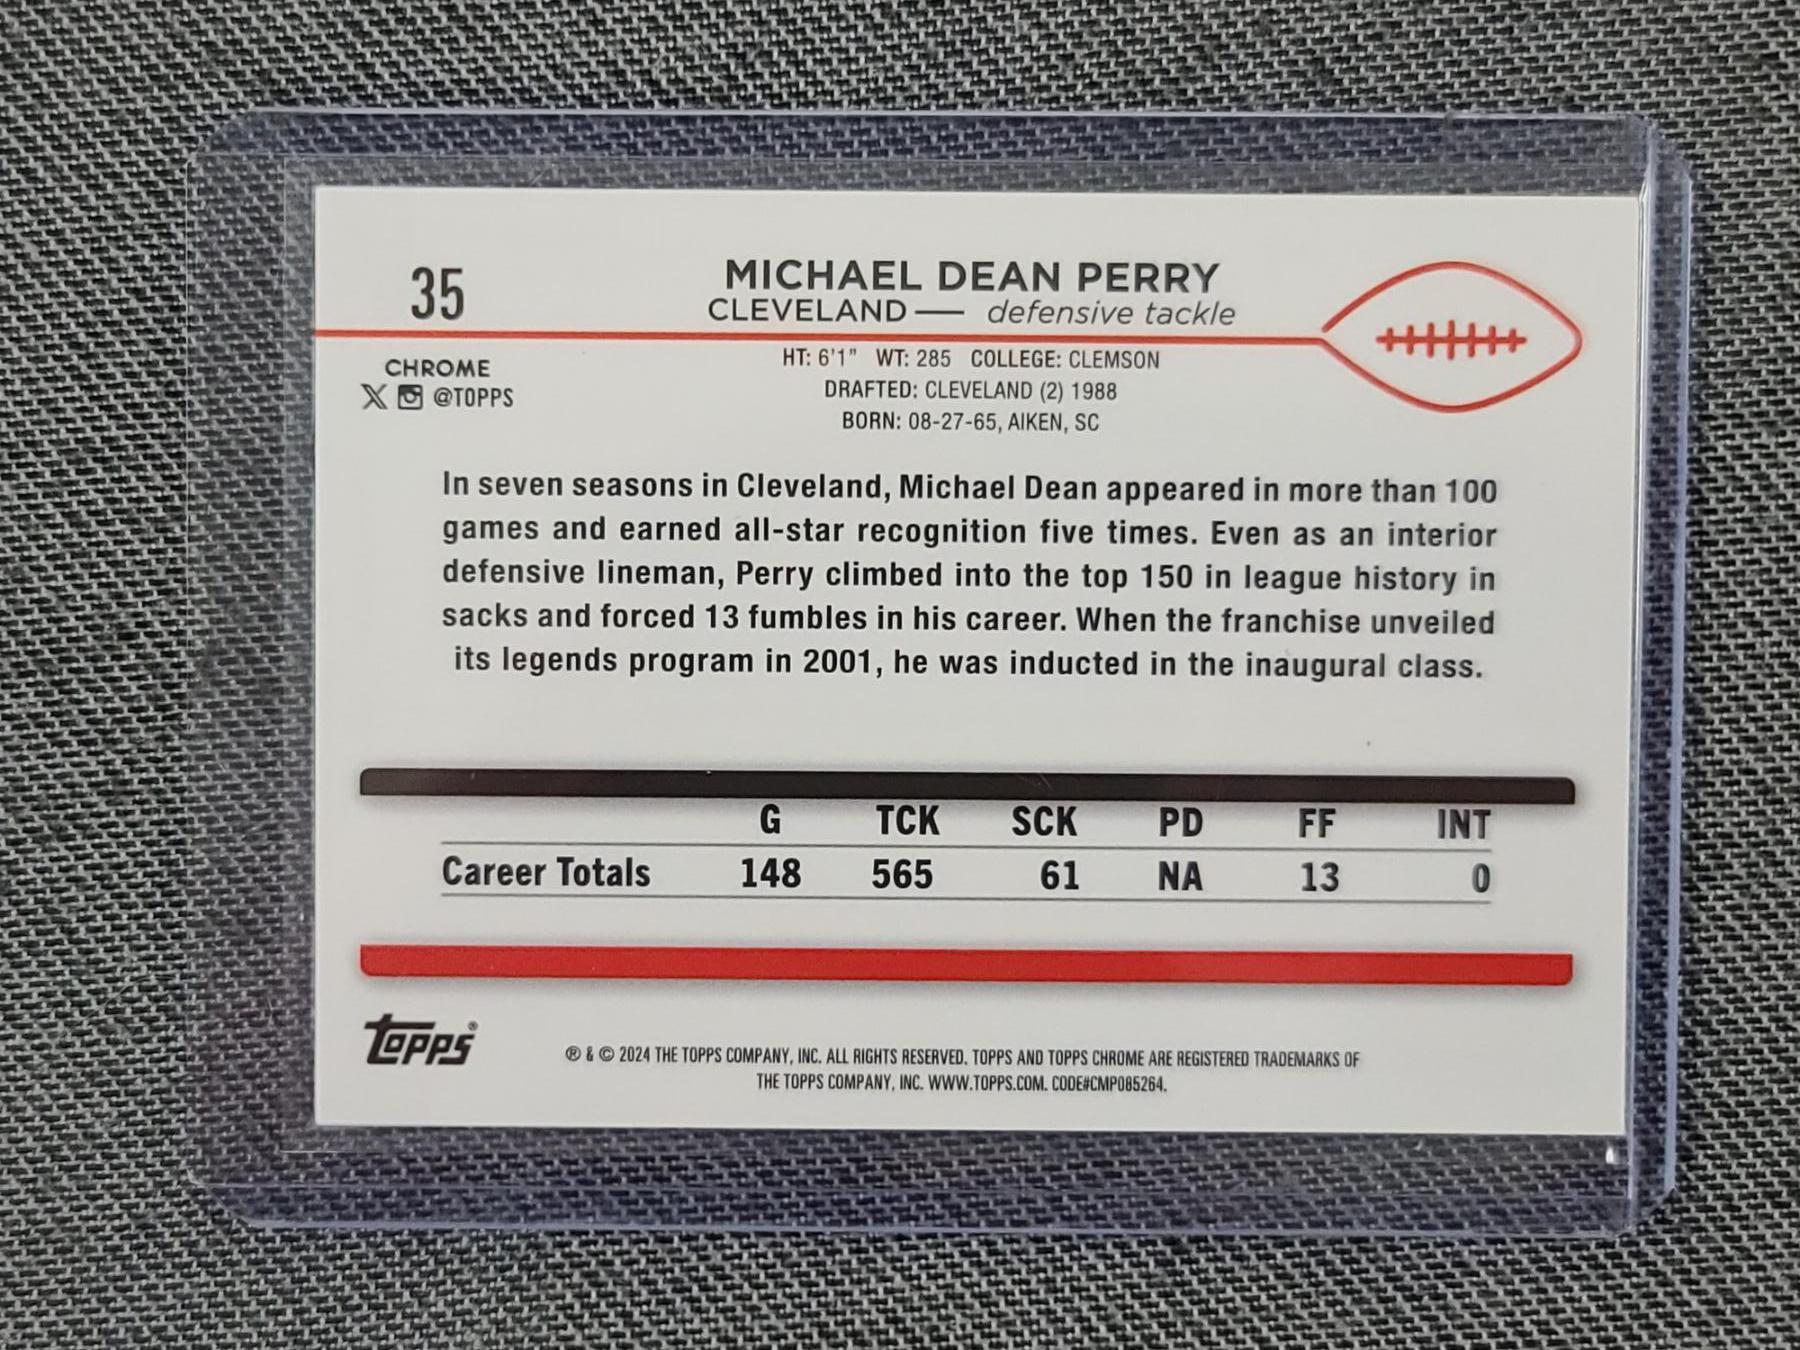 35
MICHAEL DEAN PERRY
CLEVELAND — defensive tackle
CHROME
@TOPPS
HT: 6'1" WT: 285 COLLEGE: CLEMSON
DRAFTED: CLEVELAND (2) 1988
BORN: 08-27-65, AIKEN, SC
In seven seasons in Cleveland, Michael Dean appeared in more than 100
games and earned all-star recognition five times. Even as an interior
defensive lineman, Perry climbed into the top 150 in league history in
sacks and forced 13 fumbles in his career. When the franchise unveiled
its legends program in 2001, he was inducted in the inaugural class.
G TCK SCK PD FF INT
Career Totals 148 565 61 NA 13 0
Topps®
® & © 2024 THE TOPPS COMPANY, INC. ALL RIGHTS RESERVED. TOPPS AND TOPPS CHROME ARE REGISTERED TRADEMARKS OF
THE TOPPS COMPANY, INC. WWW.TOPPS.COM. CODE#CMP085264.